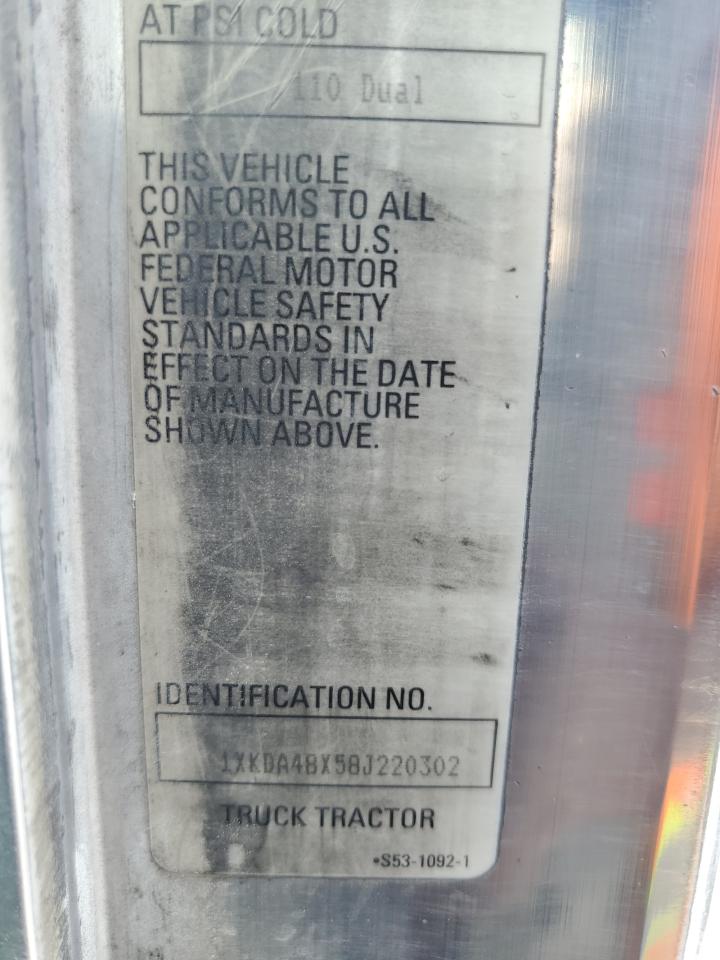 AT PSI COLD
110 Dual
THIS VEHICLE
CONFORMS TO ALL
APPLICABLE U.S.
FEDERAL MOTOR
VEHICLE SAFETY
STANDARDS IN
EFFECT ON THE DATE
OF MANUFACTURE
SHOWN ABOVE.
IDENTIFICATION NO.
1XKDA48X58J220302
TRUCK TRACTOR
•S53-1092-1